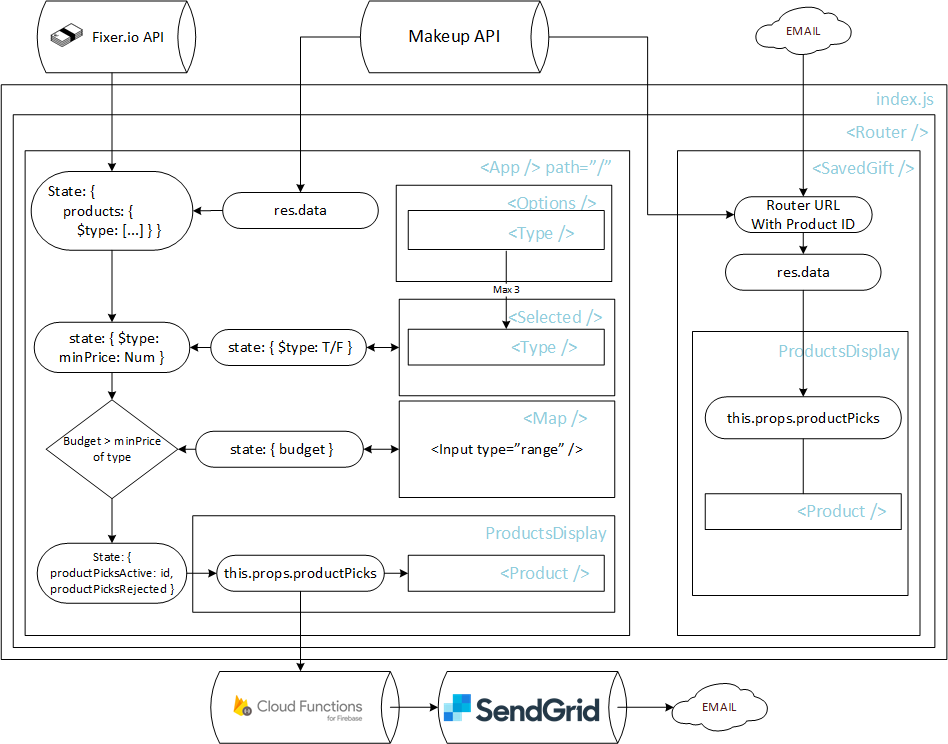 Fixer.io API
Makeup API
EMAIL
index.js
<Router />
<App /> path=”/”
<SavedGift />
State: {
products: {
$type: [...] } }
res.data
<Options />
<Type />
Router URL
With Product ID
res.data
Max 3
<Selected />
<Type />
state: { $type:
minPrice: Num }
state: { $type: T/F }
ProductsDisplay
this.props.productPicks
<Product />
<Map />
<Input type=”range” />
Budget > minPrice
of type
state: { budget }
ProductsDisplay
State: {
productPicksActive: id,
productPicksRejected }
this.props.productPicks
<Product />
Cloud Functions
for Firebase
SendGrid
EMAIL